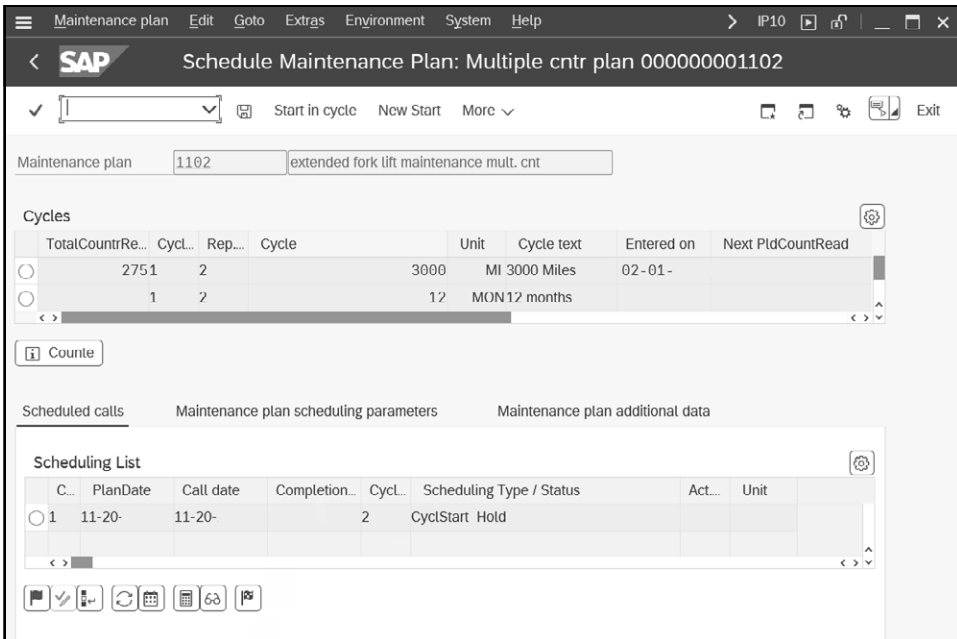 Maintenance plan Edit Goto Extras Environment System Help IP10
SAP Schedule Maintenance Plan: Multiple cntr plan 000000001102
Start in cycle New Start More Exit
Maintenance plan 1102 extended fork lift maintenance mult. cnt
Cycles
TotalCountrRe... Cycl... Rep.... Cycle Unit Cycle text Entered on Next PldCountRead
2751 2 3000 MI 3000 Miles 02-01-
1 2 12 MON 12 months
Counte
Scheduled calls Maintenance plan scheduling parameters Maintenance plan additional data
Scheduling List
C... PlanDate Call date Completion... Cycl... Scheduling Type / Status Act.... Unit
1 11-20- 11-20- 2 CyclStart Hold